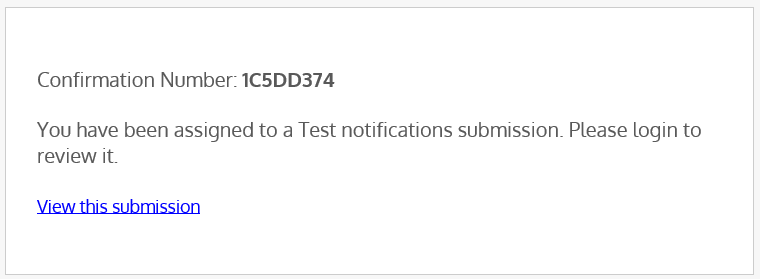 Confirmation Number: 1C5DD374
You have been assigned to a Test notifications submission. Please login to
review it.
View this submission